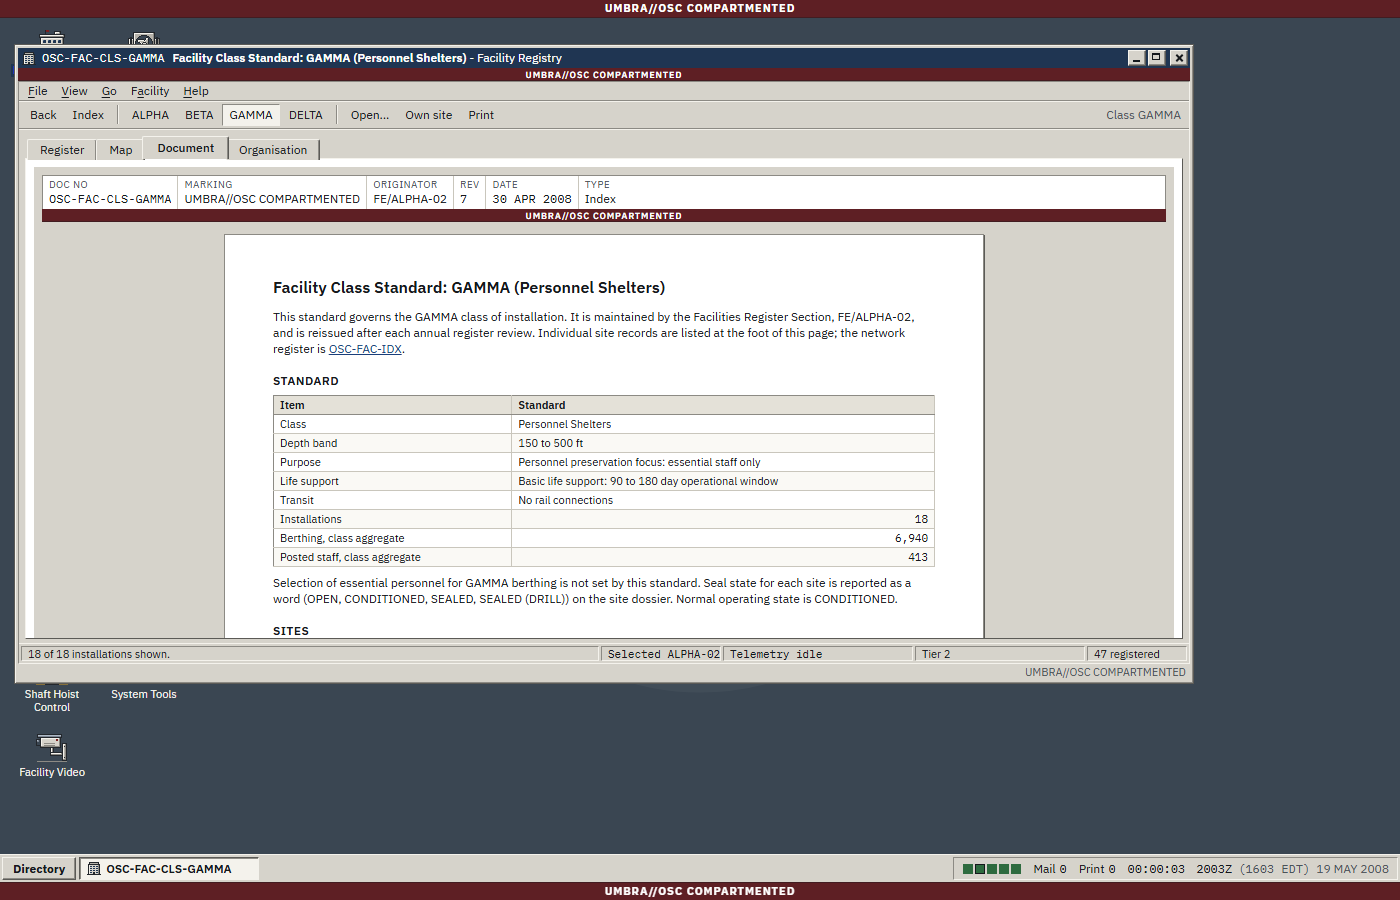 UMBRA//OSC COMPARTMENTED
OSC-FAC-CLS-GAMMA Facility Class Standard: GAMMA (Personnel Shelters) - Facility Registry
UMBRA//OSC COMPARTMENTED
File View Go Facility Help
Back Index ALPHA BETA GAMMA DELTA Open... Own site Print Class GAMMA
Register Map Document Organisation
DOC NO MARKING ORIGINATOR REV DATE TYPE
OSC-FAC-CLS-GAMMA UMBRA//OSC COMPARTMENTED FE/ALPHA-02 7 30 APR 2008 Index
UMBRA//OSC COMPARTMENTED
Facility Class Standard: GAMMA (Personnel Shelters)
This standard governs the GAMMA class of installation. It is maintained by the Facilities Register Section, FE/ALPHA-02,
and is reissued after each annual register review. Individual site records are listed at the foot of this page; the network
register is OSC-FAC-IDX.
STANDARD
Item Standard
Class Personnel Shelters
Depth band 150 to 500 ft
Purpose Personnel preservation focus: essential staff only
Life support Basic life support: 90 to 180 day operational window
Transit No rail connections
Installations 18
Berthing, class aggregate 6,940
Posted staff, class aggregate 413
Selection of essential personnel for GAMMA berthing is not set by this standard. Seal state for each site is reported as a
word (OPEN, CONDITIONED, SEALED, SEALED (DRILL)) on the site dossier. Normal operating state is CONDITIONED.
SITES
18 of 18 installations shown. Selected ALPHA-02 Telemetry idle Tier 2 47 registered
UMBRA//OSC COMPARTMENTED
Shaft Hoist
Control
System Tools
Facility Video
Directory OSC-FAC-CLS-GAMMA Mail 0 Print 0 00:00:03 2003Z (1603 EDT) 19 MAY 2008
UMBRA//OSC COMPARTMENTED